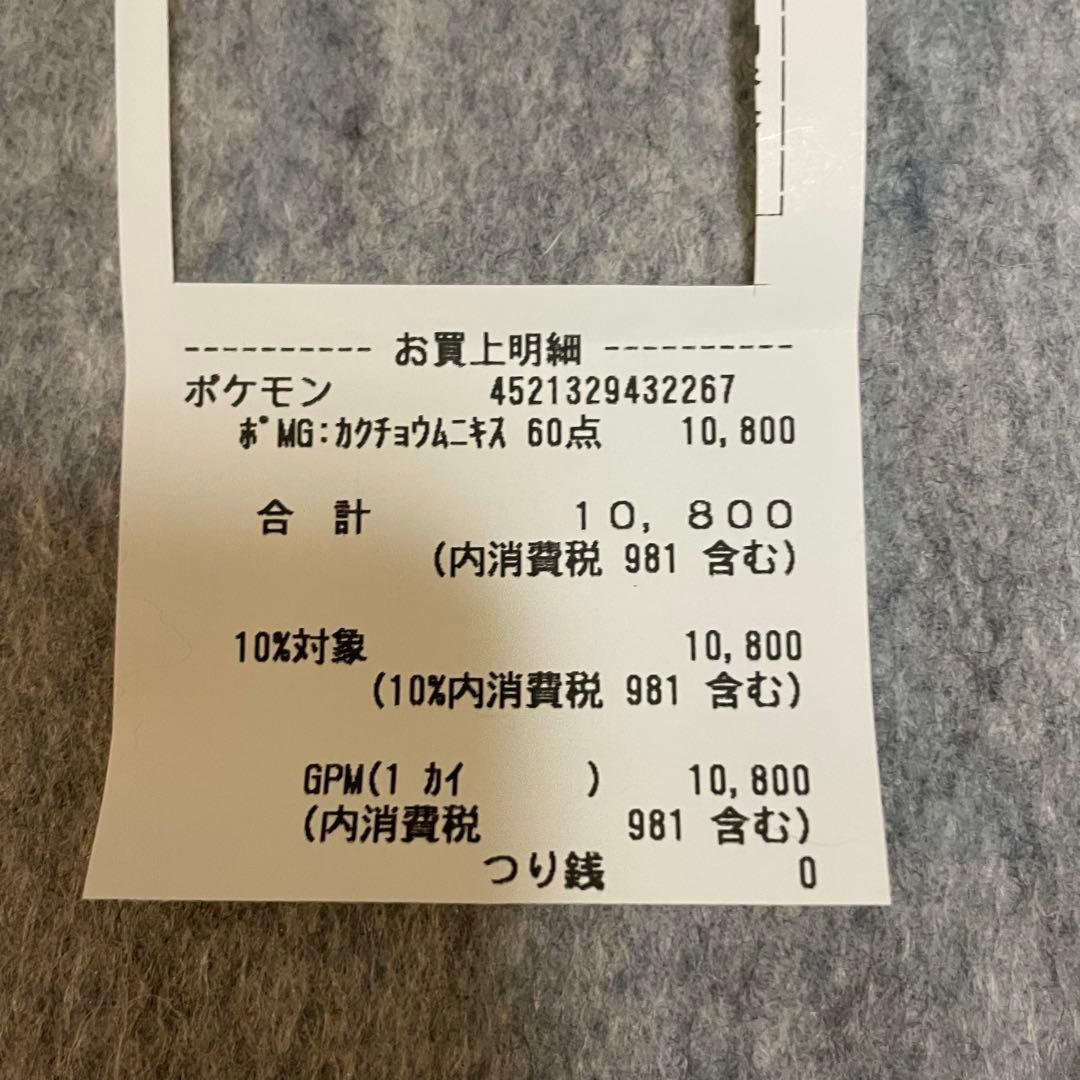 ---------- お買上明細 ----------
ポケモン 4521329432267
ﾎﾟMG:ｶｸﾁｮｳﾑﾆｷｽ 60点 10,800
合 計 10,800
(内消費税 981 含む)
10%対象 10,800
(10%内消費税 981 含む)
GPM(1 ｶｲ ) 10,800
(内消費税 981 含む)
つり銭 0